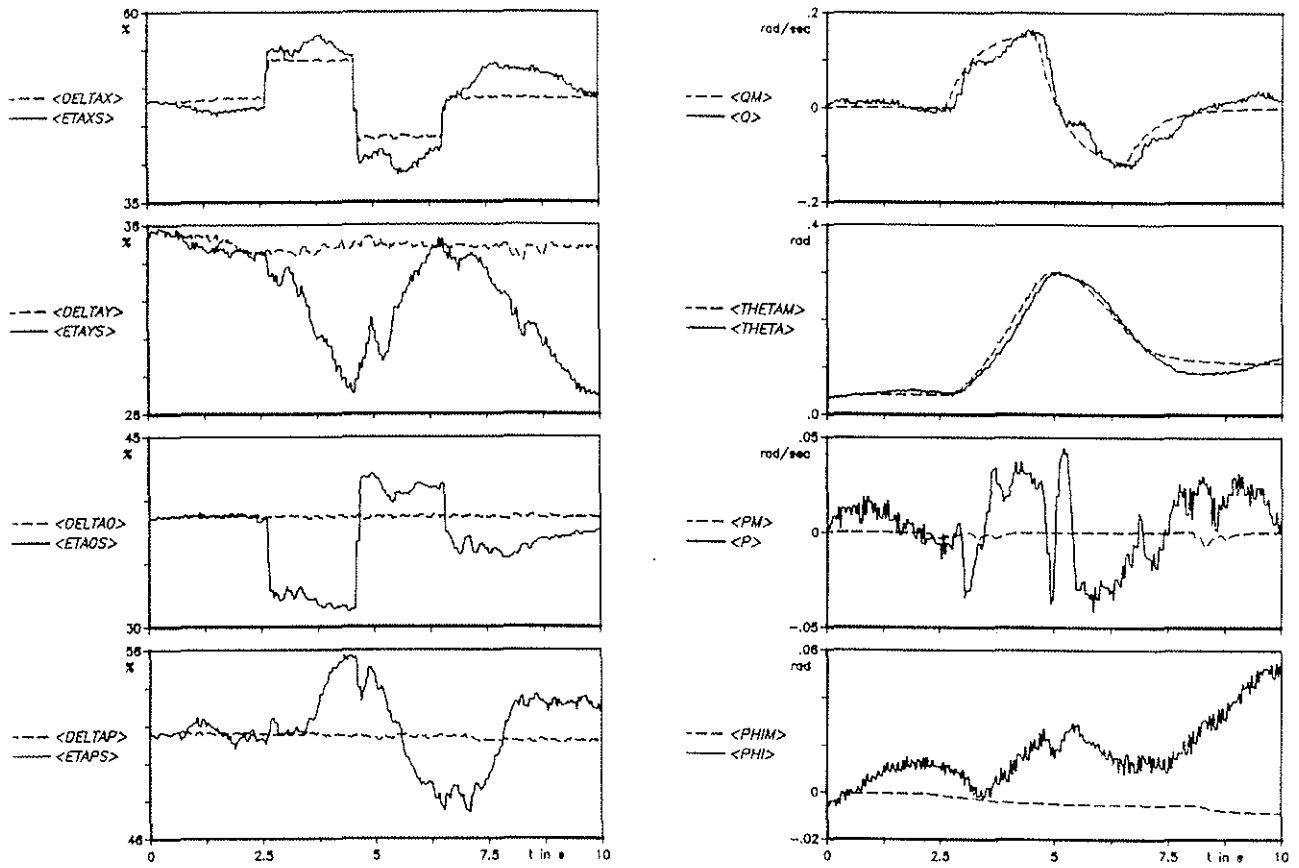 60
%
<DELTAX>
<ETAXS>
35
35
%
<DELTAY>
<ETAYS>
25
45
%
<DELTAO>
<ETAOS>
30
56
%
<DELTAP>
<ETAPS>
46
0 2.5 5 7.5 t in s 10
.2
rad/sec
0
<QM>
<Q>
-.2
.4
rad
<THETAM>
<THETA>
.0
.05
rad/sec
<PM>
0
<P>
-.05
.06
rad
<PHIM>
<PHI>
0
-.02
0 2.5 5 7.5 t in s 10